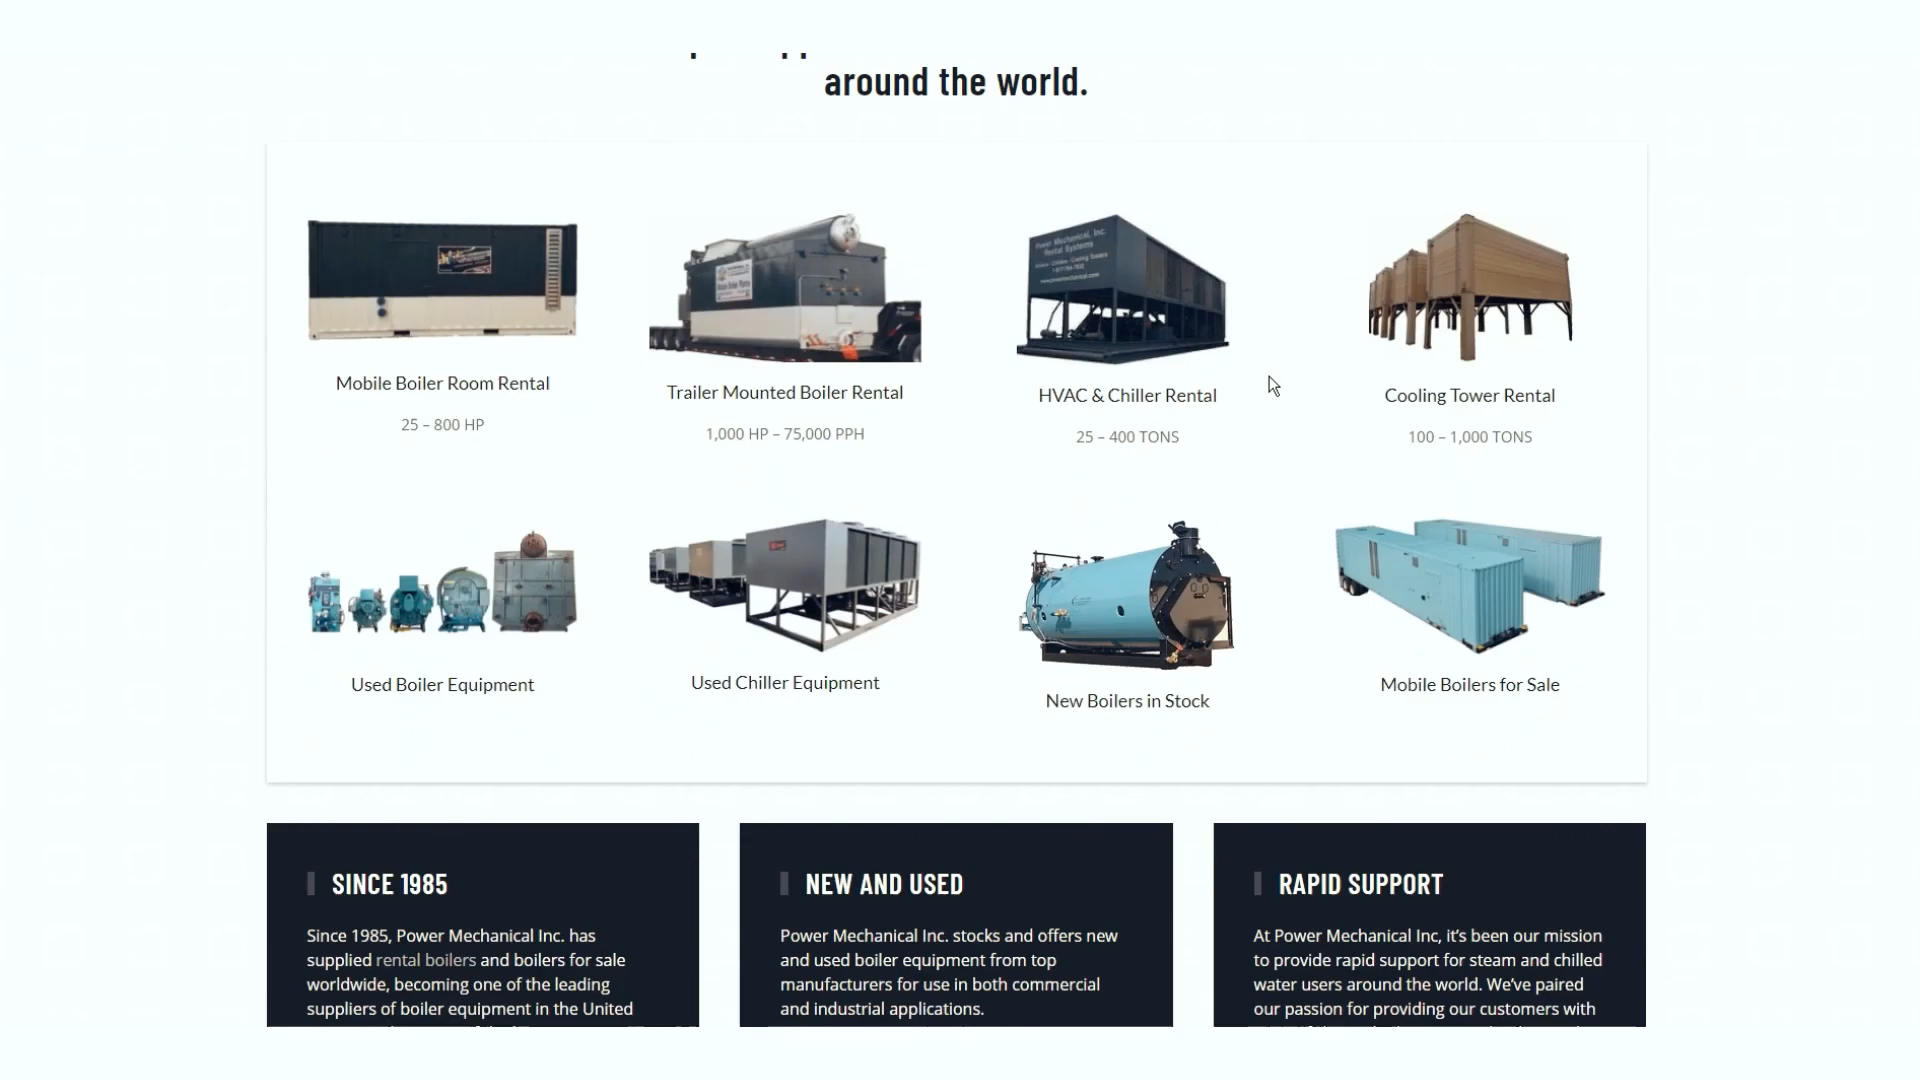 around the world.
Power Mechanical, Inc.
Rental Systems
Mobile Boiler Room Rental
25 – 800 HP
Trailer Mounted Boiler Rental
1,000 HP – 75,000 PPH
HVAC & Chiller Rental
25 – 400 TONS
Cooling Tower Rental
100 – 1,000 TONS
Used Boiler Equipment
Used Chiller Equipment
New Boilers in Stock
Mobile Boilers for Sale
SINCE 1985
Since 1985, Power Mechanical Inc. has
supplied rental boilers and boilers for sale
worldwide, becoming one of the leading
suppliers of boiler equipment in the United
NEW AND USED
Power Mechanical Inc. stocks and offers new
and used boiler equipment from top
manufacturers for use in both commercial
and industrial applications.
RAPID SUPPORT
At Power Mechanical Inc, it's been our mission
to provide rapid support for steam and chilled
water users around the world. We've paired
our passion for providing our customers with